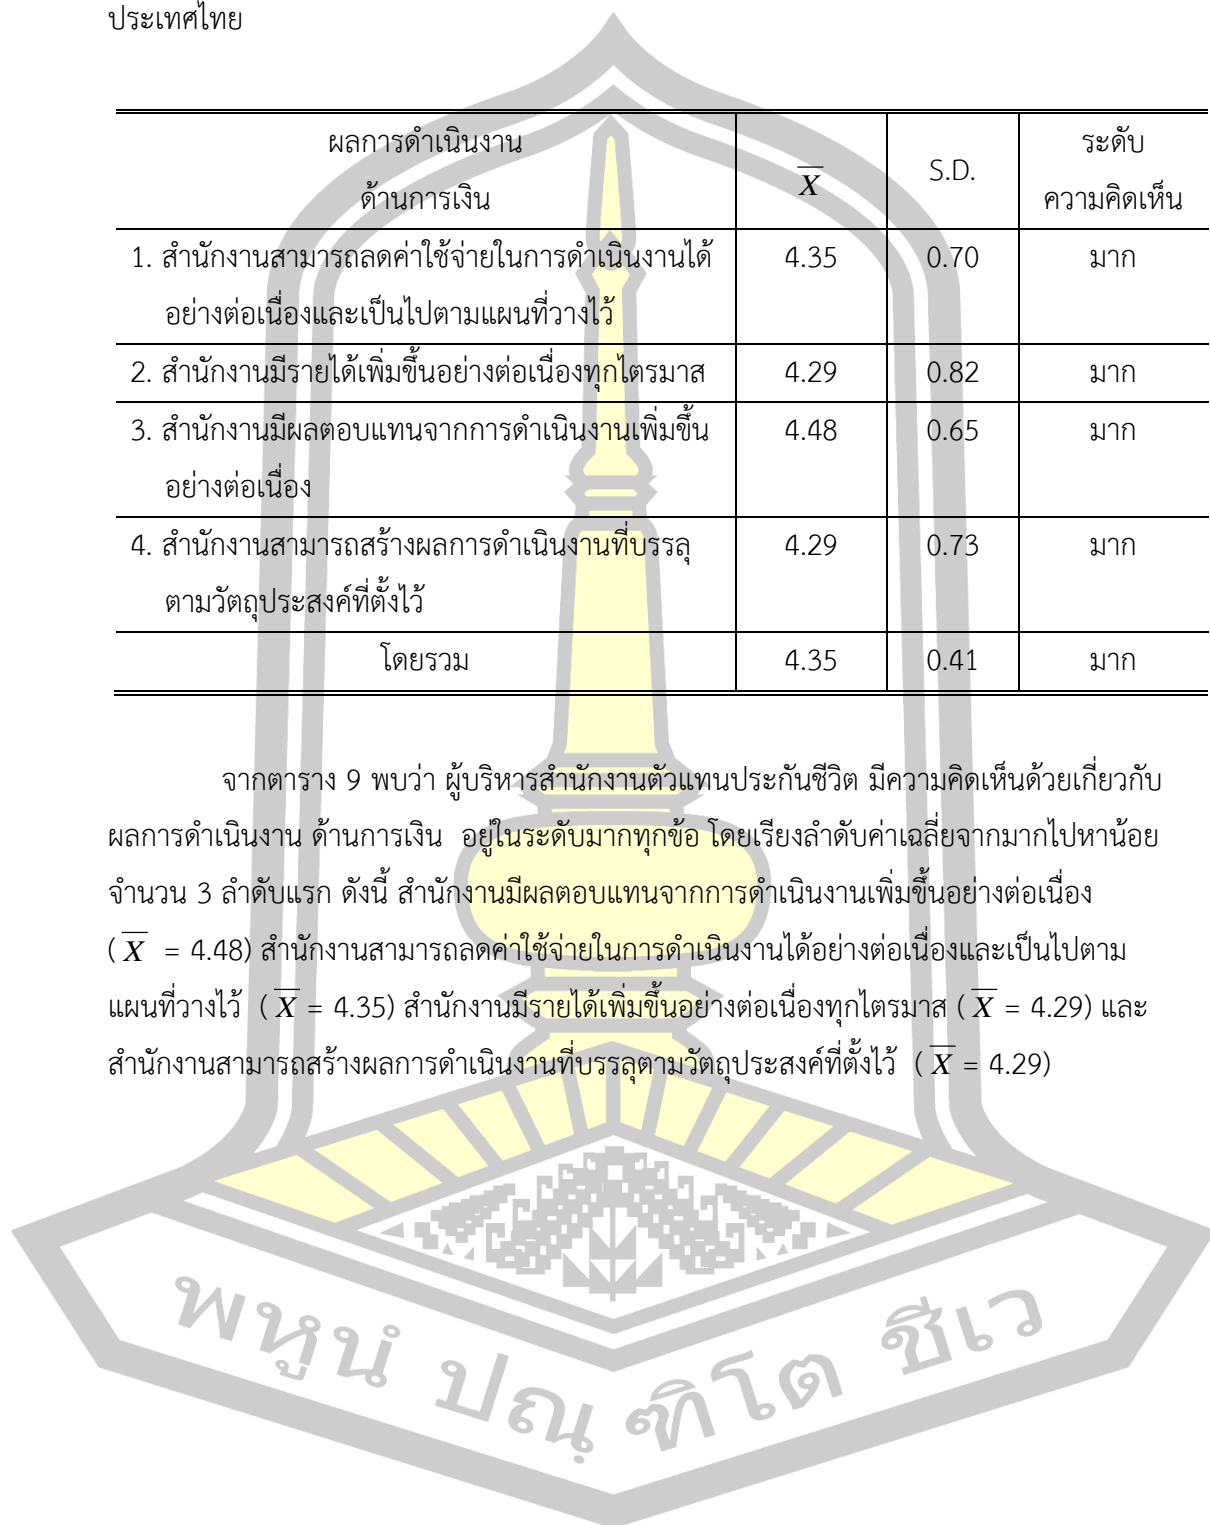 ประเทศไทย
ผลการดำเนินงาน
ด้านการเงิน
X̅
S.D.
ระดับ
ความคิดเห็น
1. สำนักงานสามารถลดค่าใช้จ่ายในการดำเนินงานได้ 4.35 0.70 มาก
อย่างต่อเนื่องและเป็นไปตามแผนที่วางไว้
2. สำนักงานมีรายได้เพิ่มขึ้นอย่างต่อเนื่องทุกไตรมาส 4.29 0.82 มาก
3. สำนักงานมีผลตอบแทนจากการดำเนินงานเพิ่มขึ้น 4.48 0.65 มาก
อย่างต่อเนื่อง
4. สำนักงานสามารถสร้างผลการดำเนินงานที่บรรลุ 4.29 0.73 มาก
ตามวัตถุประสงค์ที่ตั้งไว้
โดยรวม 4.35 0.41 มาก
จากตาราง 9 พบว่า ผู้บริหารสำนักงานตัวแทนประกันชีวิต มีความคิดเห็นด้วยเกี่ยวกับ
ผลการดำเนินงาน ด้านการเงิน อยู่ในระดับมากทุกข้อ โดยเรียงลำดับค่าเฉลี่ยจากมากไปหาน้อย
จำนวน 3 ลำดับแรก ดังนี้ สำนักงานมีผลตอบแทนจากการดำเนินงานเพิ่มขึ้นอย่างต่อเนื่อง
( X̅ = 4.48) สำนักงานสามารถลดค่าใช้จ่ายในการดำเนินงานได้อย่างต่อเนื่องและเป็นไปตาม
แผนที่วางไว้ ( X̅ = 4.35) สำนักงานมีรายได้เพิ่มขึ้นอย่างต่อเนื่องทุกไตรมาส ( X̅ = 4.29) และ
สำนักงานสามารถสร้างผลการดำเนินงานที่บรรลุตามวัตถุประสงค์ที่ตั้งไว้ ( X̅ = 4.29)
พหูนํ ปณฺฑิโต ชีเว